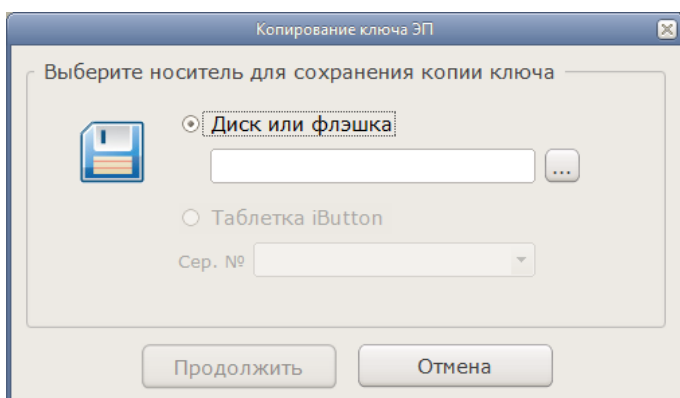 Копирование ключа ЭП
Выберите носитель для сохранения копии ключа
Диск или флэшка
...
Таблетка iButton
Сер. №
Продолжить
Отмена